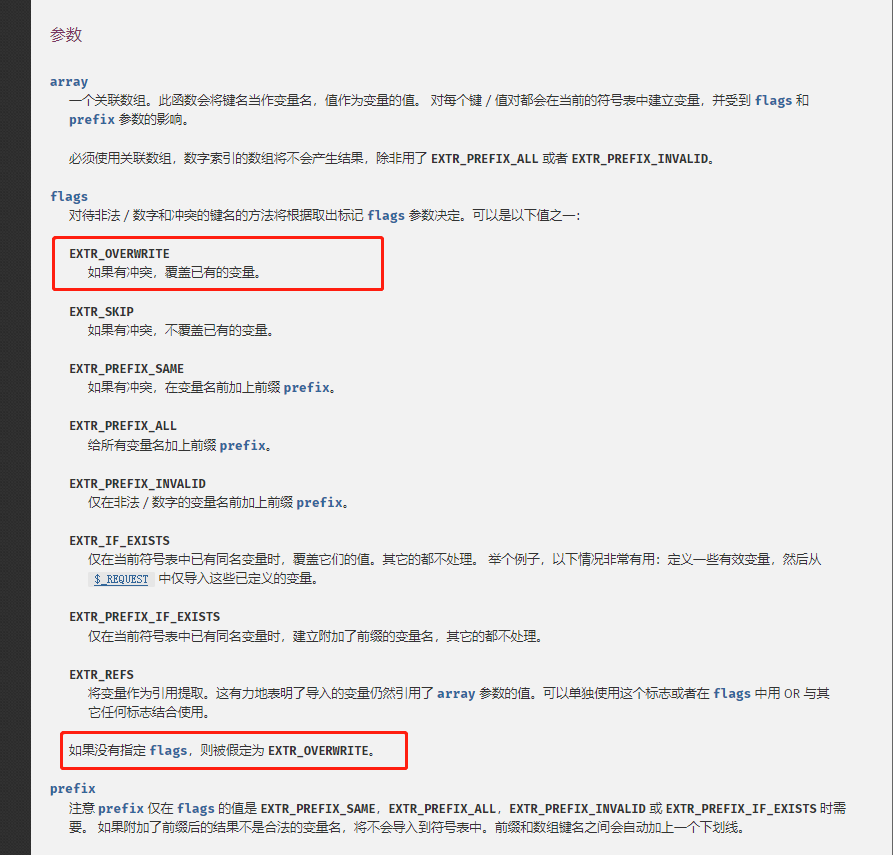 参数
array
一个关联数组。此函数会将键名当作变量名，值作为变量的值。 对每个键／值对都会在当前的符号表中建立变量，并受到 flags 和
prefix 参数的影响。
必须使用关联数组，数字索引的数组将不会产生结果，除非用了 EXTR_PREFIX_ALL 或者 EXTR_PREFIX_INVALID。
flags
对待非法／数字和冲突的键名的方法将根据取出标记 flags 参数决定。可以是以下值之一：
EXTR_OVERWRITE
如果有冲突，覆盖已有的变量。
EXTR_SKIP
如果有冲突，不覆盖已有的变量。
EXTR_PREFIX_SAME
如果有冲突，在变量名前加上前缀 prefix。
EXTR_PREFIX_ALL
给所有变量名加上前缀 prefix。
EXTR_PREFIX_INVALID
仅在非法／数字的变量名前加上前缀 prefix。
EXTR_IF_EXISTS
仅在当前符号表中已有同名变量时，覆盖它们的值。其它的都不处理。 举个例子，以下情况非常有用：定义一些有效变量，然后从
$_REQUEST 中仅导入这些已定义的变量。
EXTR_PREFIX_IF_EXISTS
仅在当前符号表中已有同名变量时，建立附加了前缀的变量名，其它的都不处理。
EXTR_REFS
将变量作为引用提取。这有力地表明了导入的变量仍然引用了 array 参数的值。可以单独使用这个标志或者在 flags 中用 OR 与其
它任何标志结合使用。
如果没有指定 flags，则被假定为 EXTR_OVERWRITE。
prefix
注意 prefix 仅在 flags 的值是 EXTR_PREFIX_SAME，EXTR_PREFIX_ALL，EXTR_PREFIX_INVALID 或 EXTR_PREFIX_IF_EXISTS 时需
要。 如果附加了前缀后的结果不是合法的变量名，将不会导入到符号表中。前缀和数组键名之间会自动加上一个下划线。